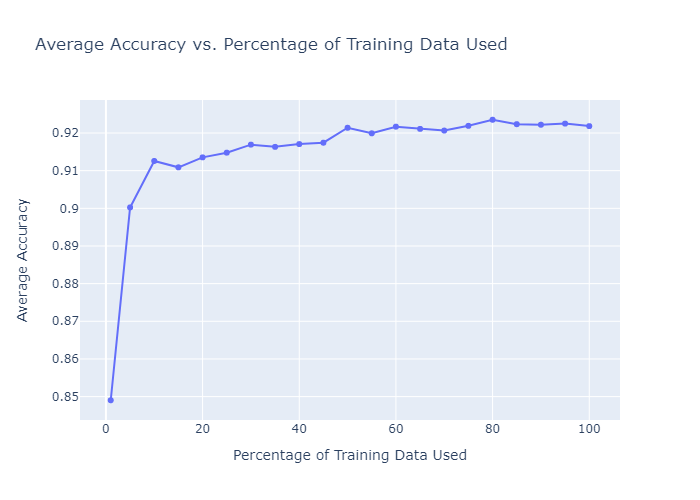 Average Accuracy vs. Percentage of Training Data Used
Average Accuracy
0.92
0.91
0.9
0.89
0.88
0.87
0.86
0.85
0 20 40 60 80 100
Percentage of Training Data Used